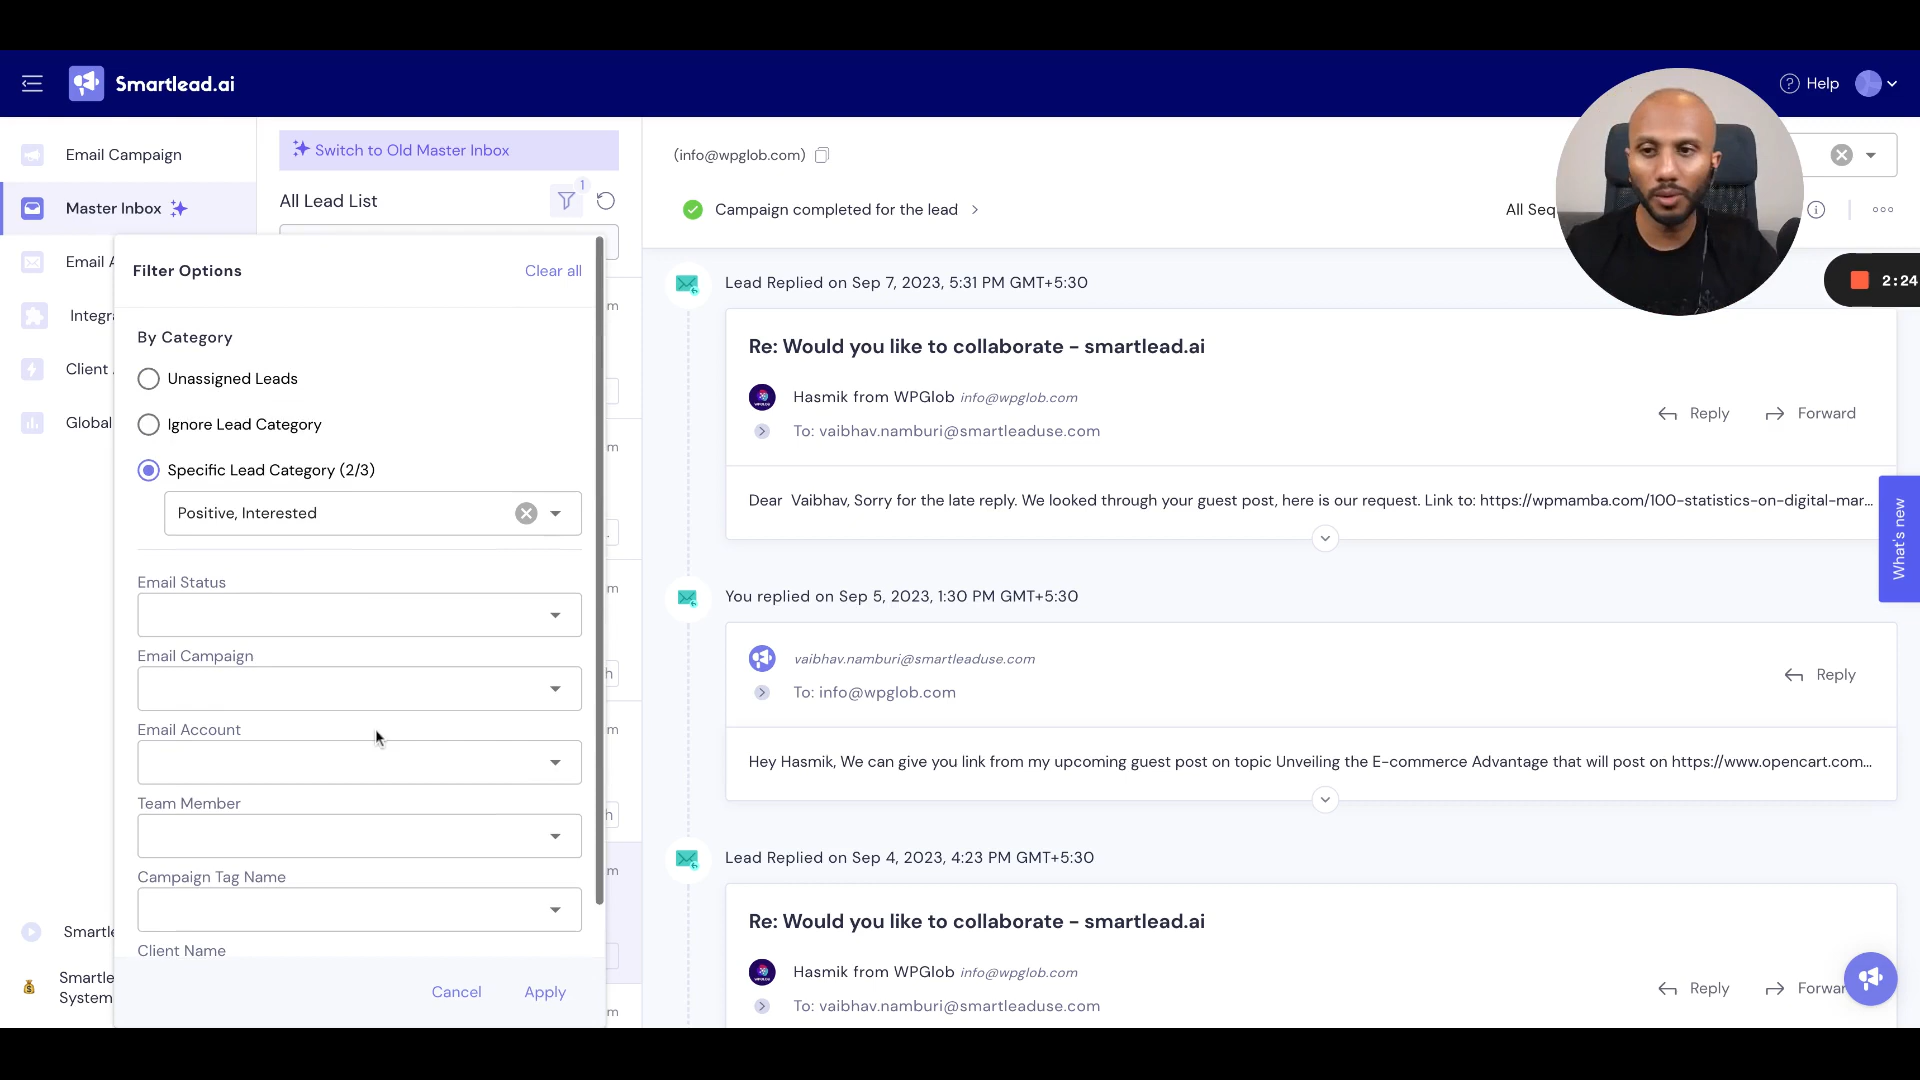 Smartlead.ai
Help
Email Campaign
Master Inbox
Email A
Integra
Client
Global
Smartle
Smartle
System
Switch to Old Master Inbox
All Lead List
1
Filter Options
Clear all
By Category
Unassigned Leads
Ignore Lead Category
Specific Lead Category (2/3)
Positive, Interested
Email Status
Email Campaign
Email Account
Team Member
Campaign Tag Name
Client Name
Cancel
Apply
(info@wpglob.com)
Campaign completed for the lead
All Seq
2:24
Lead Replied on Sep 7, 2023, 5:31 PM GMT+5:30
Re: Would you like to collaborate - smartlead.ai
Hasmik from WPGlob info@wpglob.com
To: vaibhav.namburi@smartleaduse.com
Reply
Forward
Dear Vaibhav, Sorry for the late reply. We looked through your guest post, here is our request. Link to: https://wpmamba.com/100-statistics-on-digital-mar...
What's new
You replied on Sep 5, 2023, 1:30 PM GMT+5:30
vaibhav.namburi@smartleaduse.com
To: info@wpglob.com
Reply
Hey Hasmik, We can give you link from my upcoming guest post on topic Unveiling the E-commerce Advantage that will post on https://www.opencart.com...
Lead Replied on Sep 4, 2023, 4:23 PM GMT+5:30
Re: Would you like to collaborate - smartlead.ai
Hasmik from WPGlob info@wpglob.com
To: vaibhav.namburi@smartleaduse.com
Reply
Forwar